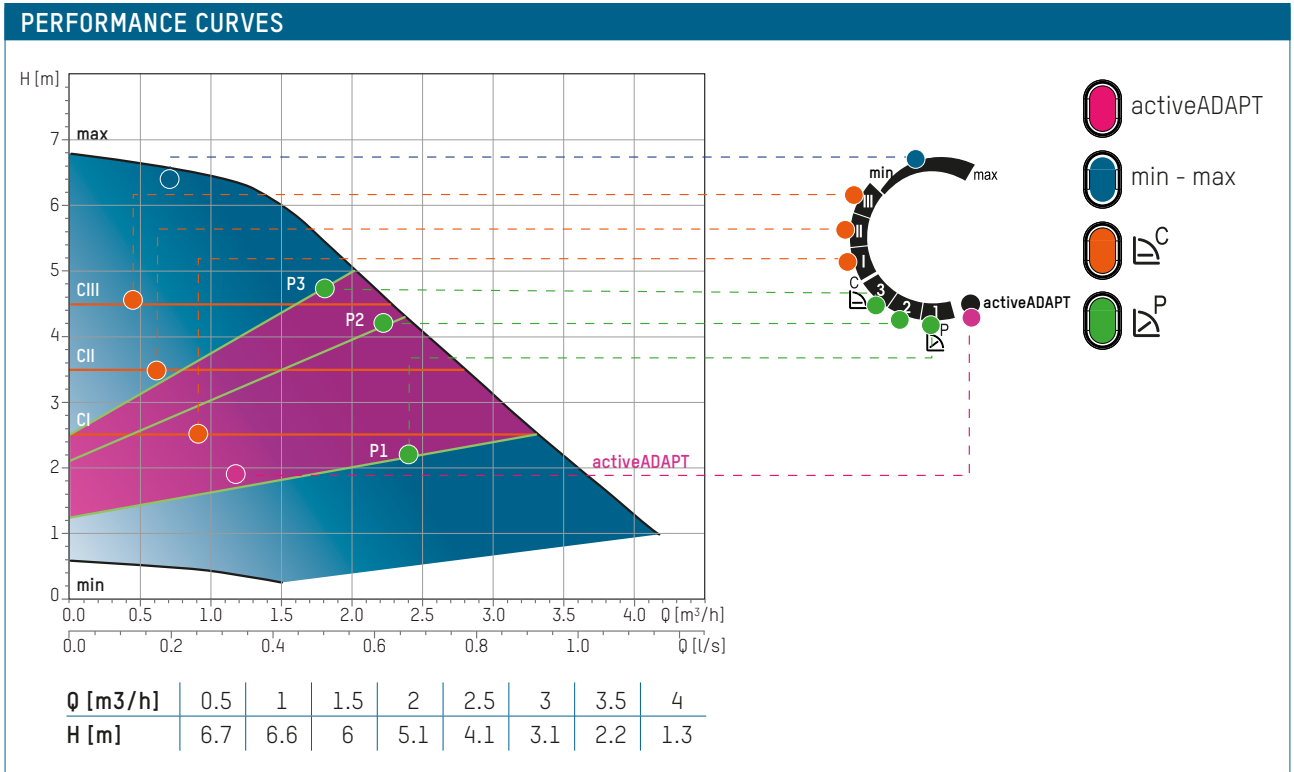 PERFORMANCE CURVES
H [m]
7
6
5
4
3
2
1
0
max
CIII
CII
CI
P3
P2
P1
activeADAPT
min
0.0 0.5 1.0 1.5 2.0 2.5 3.0 3.5 4.0 Q [m³/h]
0.0 0.2 0.4 0.6 0.8 1.0 Q [l/s]
min
max
III
II
I
C
3
2
1
P
activeADAPT
activeADAPT
min - max
C
P
Q [m3/h] 0.5 1 1.5 2 2.5 3 3.5 4
H [m] 6.7 6.6 6 5.1 4.1 3.1 2.2 1.3